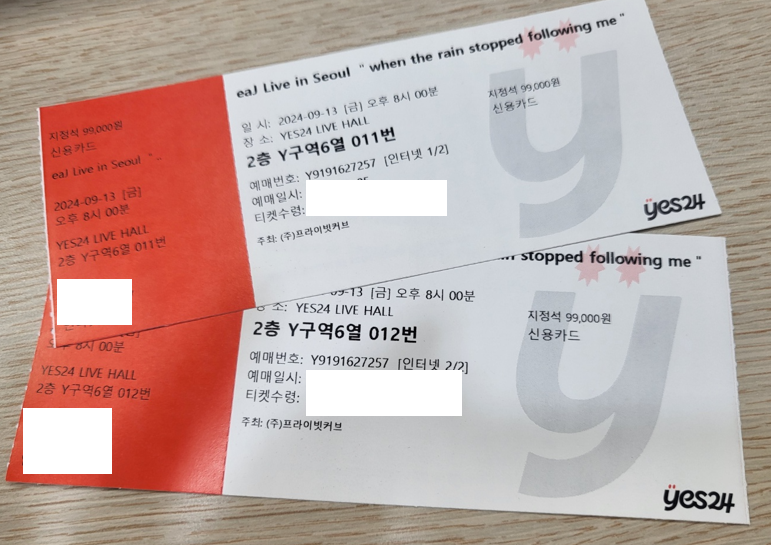 지정석 99,000원
신용카드
eaJ Live in Seoul " ..
2024-09-13 [금]
오후 8시 00분
YES24 LIVE HALL
2층 Y구역6열 011번
eaJ Live in Seoul " when the rain stopped following me "
일 시: 2024-09-13 [금] 오후 8시 00분
장 소: YES24 LIVE HALL
2층 Y구역6열 011번
예매번호: Y9191627257 [인터넷 1/2]
예매일시:
티켓수령:
주최: (주)프라이빗커브
지정석 99,000원
신용카드
y
yes24
오후 8시 00분
YES24 LIVE HALL
2층 Y구역6열 012번
stopped following me "
[금] 오후 8시 00분
소: YES24 LIVE HALL
2층 Y구역6열 012번
예매번호: Y9191627257 [인터넷 2/2]
예매일시:
티켓수령:
주최: (주)프라이빗커브
지정석 99,000원
신용카드
y
yes24